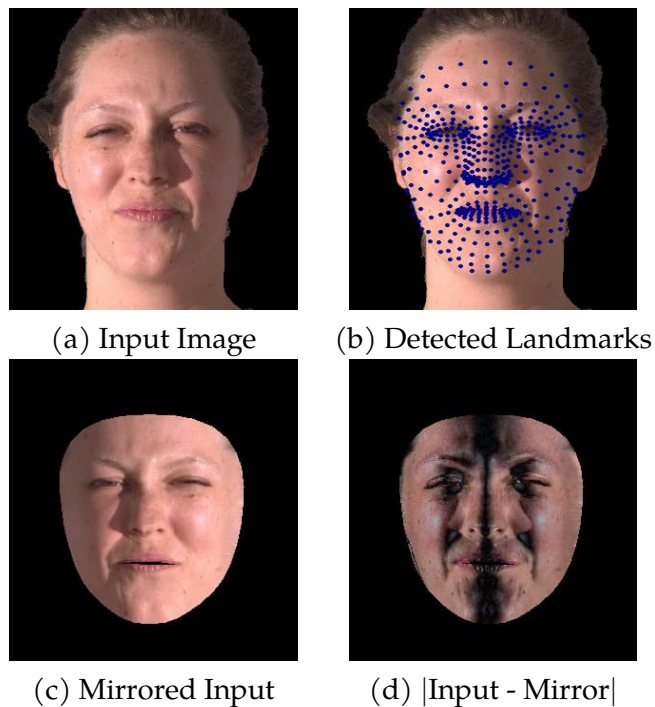 (a) Input Image
(b) Detected Landmarks
(c) Mirrored Input
(d) |Input - Mirror|